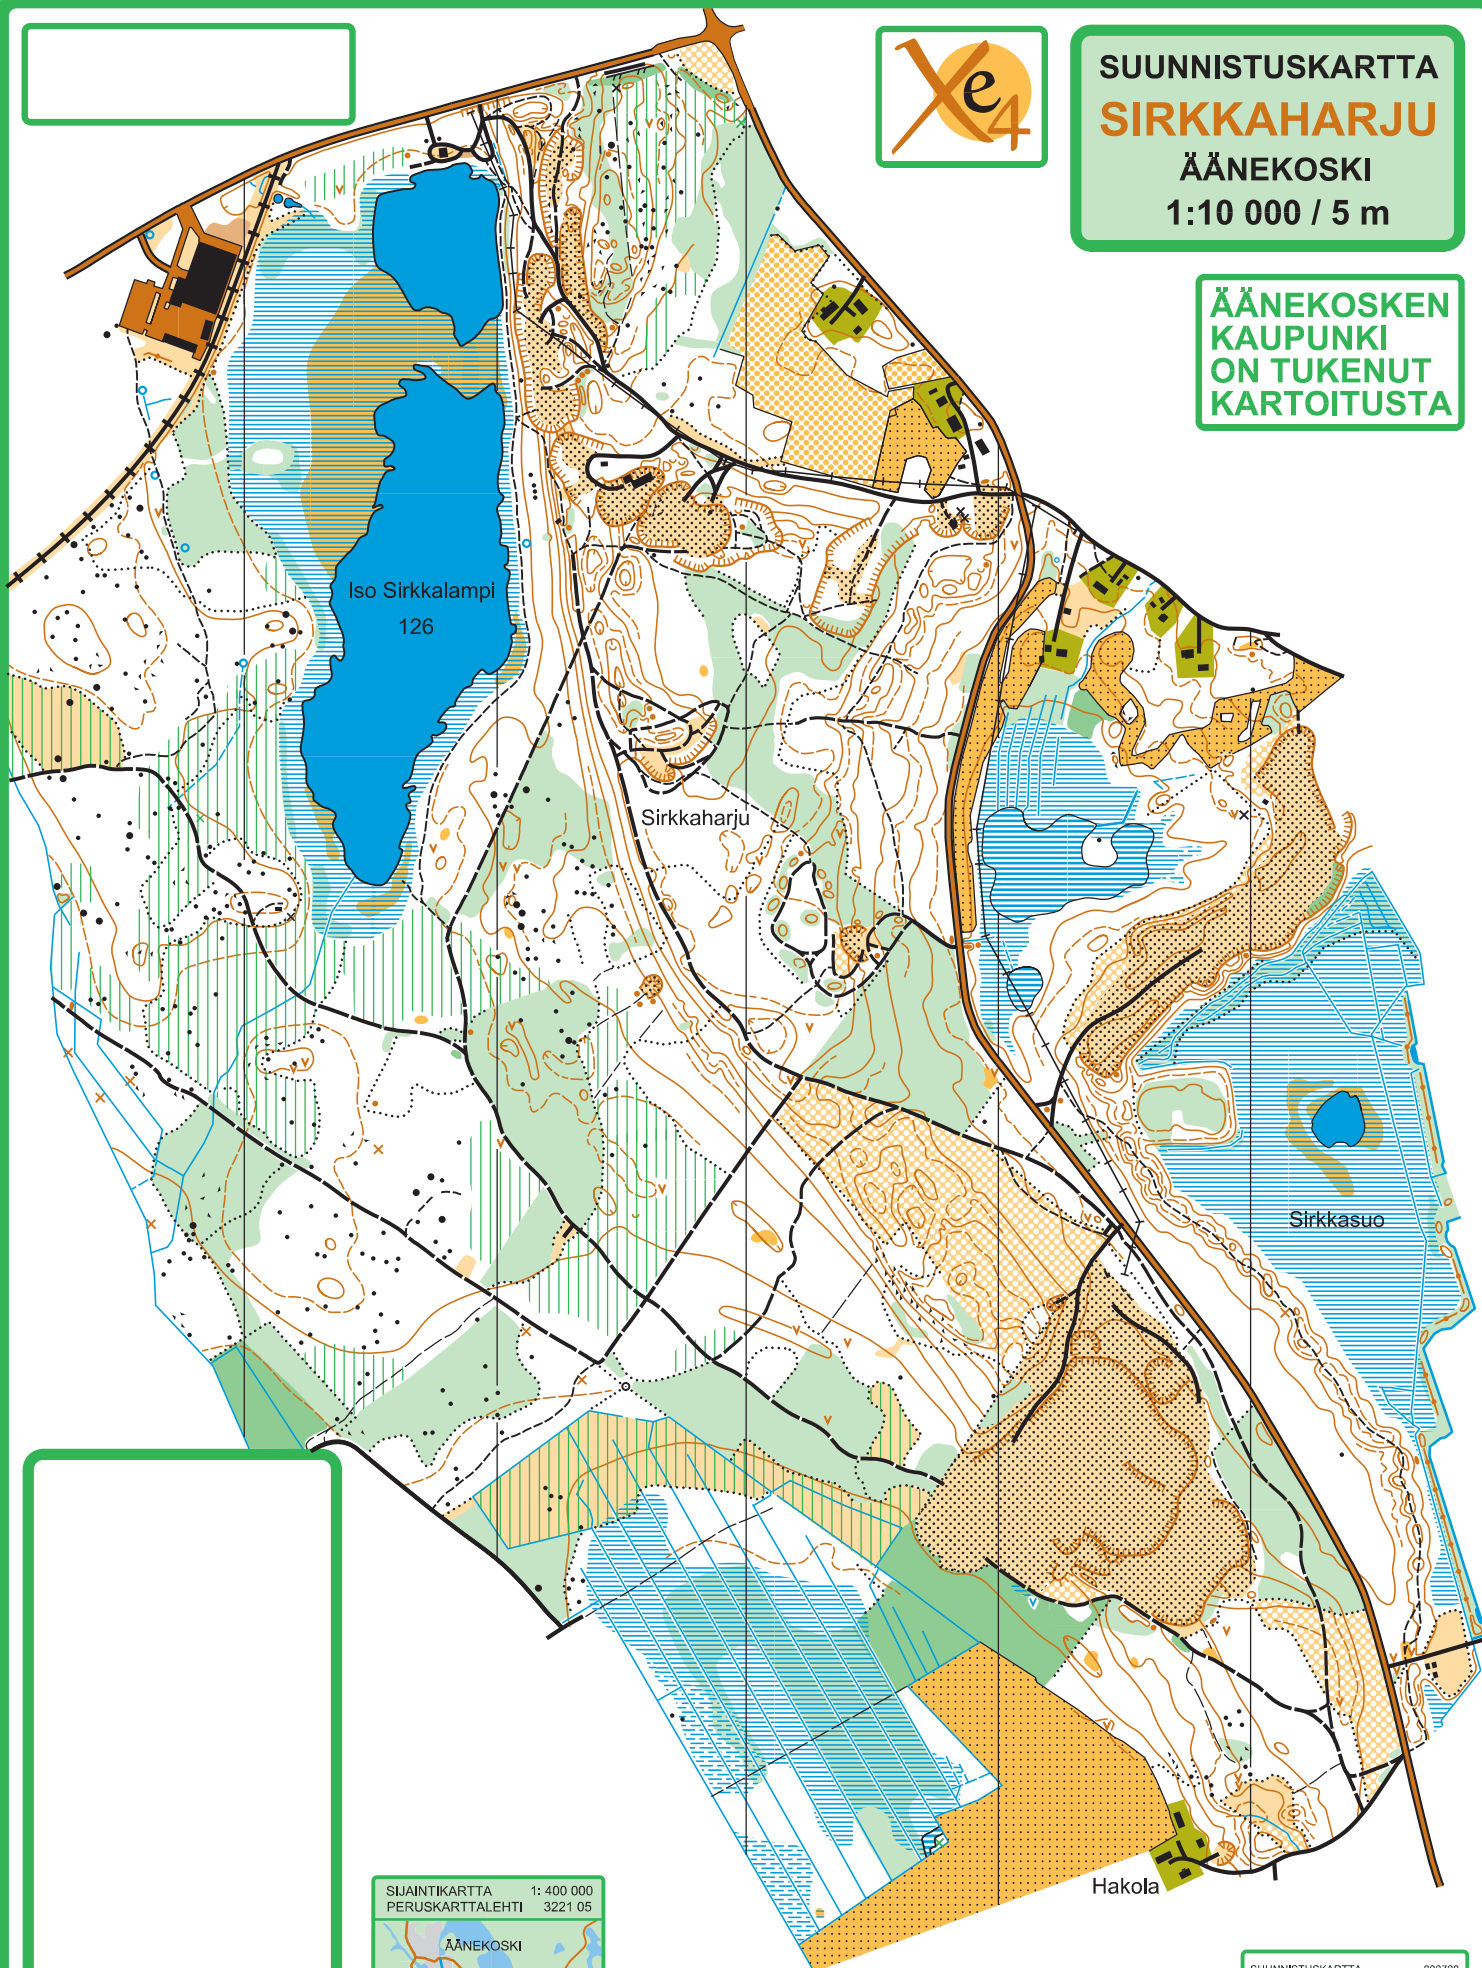 Xe4
SUUNNISTUSKARTTA
SIRKKAHARJU
ÄÄNEKOSKI
1:10 000 / 5 m
ÄÄNEKOSKEN
KAUPUNKI
ON TUKENUT
KARTOITUSTA
Iso Sirkkalampi
126
Sirkkaharju
Sirkkasuo
Hakola
SIJAINTIKARTTA 1: 400 000
PERUSKARTTALEHTI 3221 05
ÄÄNEKOSKI